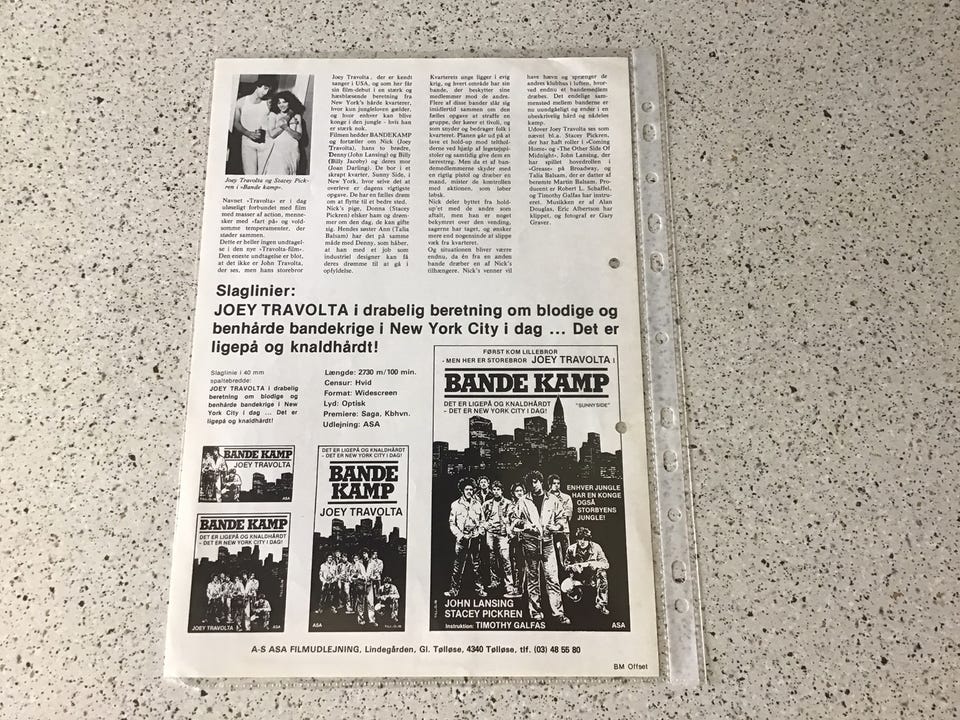 Joey Travolta og Stacey Pick-
ren i »Bande kamp«.
Navnet »Travolta« er i dag
uløseligt forbundet med film
med masser af action, menne-
sker med »fart på« og vold-
somme temperamenter, der
støder sammen.
Dette er heller ingen undtagel-
se i den nye »Travolta-film«.
Den eneste undtagelse er blot,
at det ikke er John Travolta,
der ses, men hans storebror
Joey Travolta, der er kendt
sanger i USA, og som her får
sin film-debut i en stærk og
hæsblæsende beretning fra
New York's hårde kvarterer,
hvor kun jungleloven gælder,
og hvor enhver kan blive
konge i den jungle - hvis han
er stærk nok.
Filmen hedder BANDEKAMP
og fortæller om Nick (Joey
Travolta), hans to brødre,
Denny (John Lansing) og Billy
(Billy Jacoby) og deres mor
(Joan Darling). De bor i et
skrapt kvarter, Sunny Side, i
New York, hvor selve det at
overleve er dagens vigtigste
opgave. De har en fælles drøm
om at flytte til et bedre sted.
Nick's pige, Donna (Stacey
Pickren) elsker ham og drøm-
mer om den dag, de kan gifte
sig. Hendes søster Ann (Talia
Balsam) har det på samme
måde med Denny, som håber,
at han med et job som
industriel designer kan få
deres drømme til at gå i
opfyldelse.
Kvarterets unge ligger i evig
krig, og hvert område har sin
bande, der beskytter sine
medlemmer mod de andre.
Flere af disse bander slår sig
imidlertid sammen om den
fælles opgave at straffe en
gruppe, der kører et tivoli, og
som snyder og bedrager folk i
kvarteret. Planen går ud på at
lave et hold-up mod teltholder-
ne ved hjælp af legetøjspi-
stoler og samtidig give dem en
lærestreg. Men da et af ban-
demedlemmerne skyder med
en rigtig pistol og dræber en
mand, mister de kontrollen
med aktionen, som løber
løbsk.
Nick deler byttet fra hold-
up'et med de andre som
aftalt, men han er noget
bekymret over den vending,
sagerne har taget, og ønsker
mere end nogensinde at slippe
væk fra kvarteret.
Og situationen bliver værre
endnu, da én fra en anden
bande dræber en af Nick's
tilhængere. Nick's venner vil
have hævn og sprænger de
andres klubhus i luften, hvor-
ved endnu et bandemedlem
dræbes. Det endelige sam-
menstød mellem banderne er
nu uundgåeligt og ender i en
ubeskrivelig hård og nådeløs
kamp.
Udover Joey Travolta ses som
nævnt bl.a. Stacey Pickren,
der har haft roller i »Coming
Home« og »The Other Side Of
Midnight«, John Lansing, der
har spillet hovedrollen i
»Grease« på Broadway, og
Talia Balsam, der er datter af
berømte Martin Balsam. Pro-
ducent er Robert L. Schaffel,
og Timothy Galfas har instru-
eret. Musikken er af Alan
Douglas, Eric Albertson har
klippet, og fotograf er Gary
Graver.
Slaglinier:
JOEY TRAVOLTA i drabelig beretning om blodige og
benhårde bandekrige i New York City i dag ... Det er
ligepå og knaldhårdt!
Slaglinie i 40 mm
spaltebredde:
JOEY TRAVOLTA i drabelig
beretning om blodige og
benhårde bandekrige i New
York City i dag ... Det er
ligepå og knaldhårdt!
Længde: 2730 m/100 min.
Censur: Hvid
Format: Widescreen
Lyd: Optisk
Premiere: Saga, Kbhvn.
Udlejning: ASA
BANDE KAMP
JOEY TRAVOLTA
ASA
BANDE KAMP
DET ER LIGEPÅ OG KNALDHÅRDT
- DET ER NEW YORK CITY I DAG!
JOEY TRAVOLTA
ASA
DET ER LIGEPÅ OG KNALDHÅRDT
- DET ER NEW YORK CITY I DAG!
BANDE
KAMP
JOEY TRAVOLTA
ASA
FØRST KOM LILLEBROR
- MEN HER ER STOREBROR JOEY TRAVOLTA i
BANDE KAMP
DET ER LIGEPÅ OG KNALDHÅRDT
- DET ER NEW YORK CITY I DAG!
"SUNNYSIDE"
ENHVER JUNGLE
HAR EN KONGE
OGSÅ
STORBYENS
JUNGLE!
JOHN LANSING
STACEY PICKREN
Instruktion: TIMOTHY GALFAS
ASA
A-S ASA FILMUDLEJNING, Lindegården, Gl. Tølløse, 4340 Tølløse, tlf. (03) 48 55 80
BM Offset